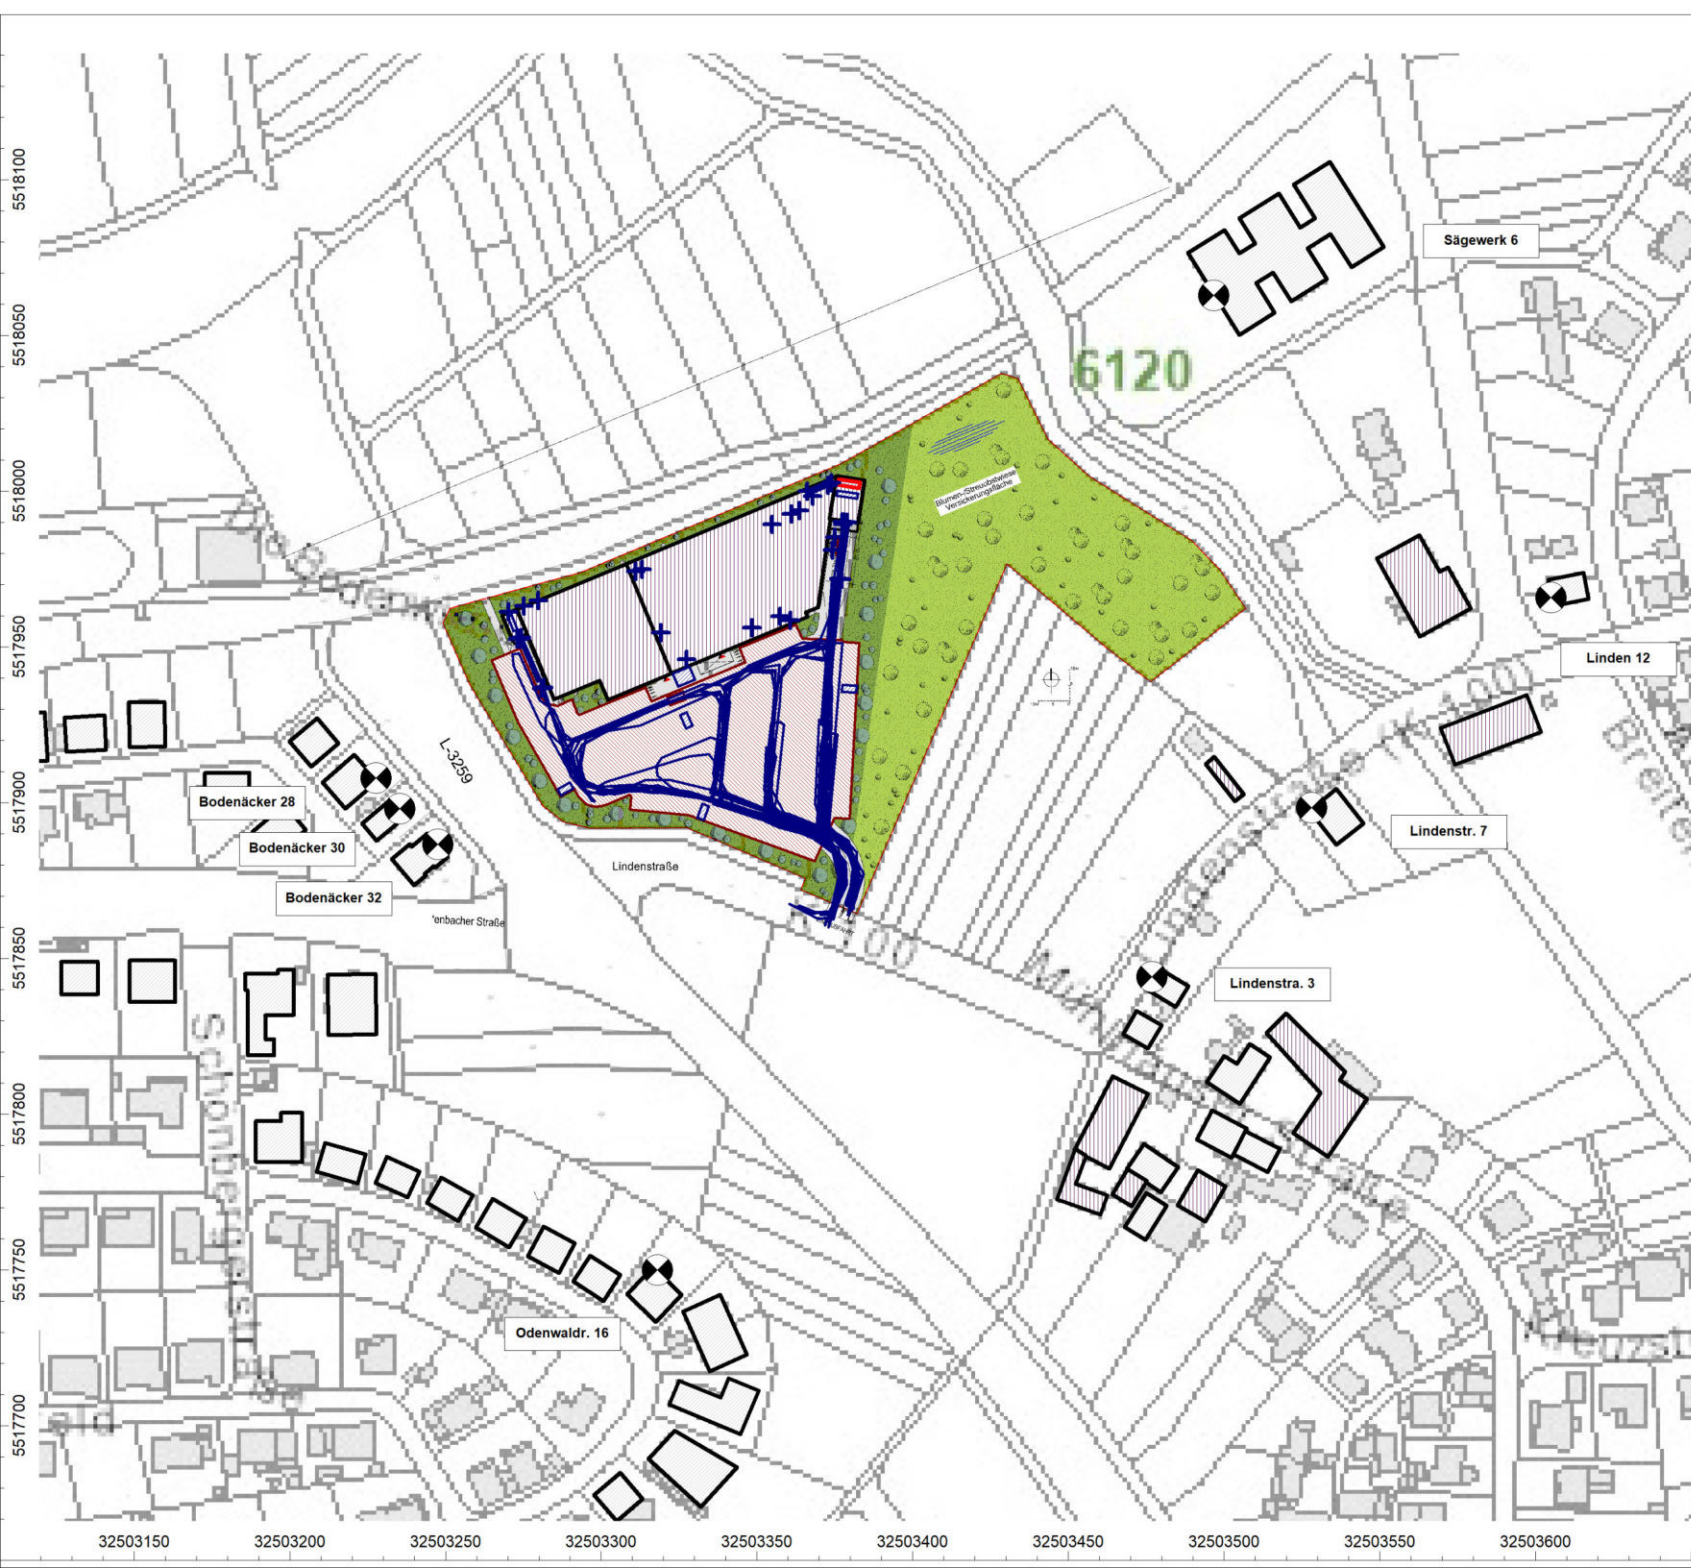 5518100
Sägewerk 6
5518050
6120
5518000
Blumen-/Streuobstwiese
Versickerungsfläche
5517950
Linden 12
L-3259
5517900
Bodenäcker 28
Lindenstr. 7
Bodenäcker 30
Lindenstraße
Bodenäcker 32
'enbacher Straße
5517850
Lindenstra. 3
5517800
5517750
Odenwaldr. 16
5517700
32503150 32503200 32503250 32503300 32503350 32503400 32503450 32503500 32503550 32503600